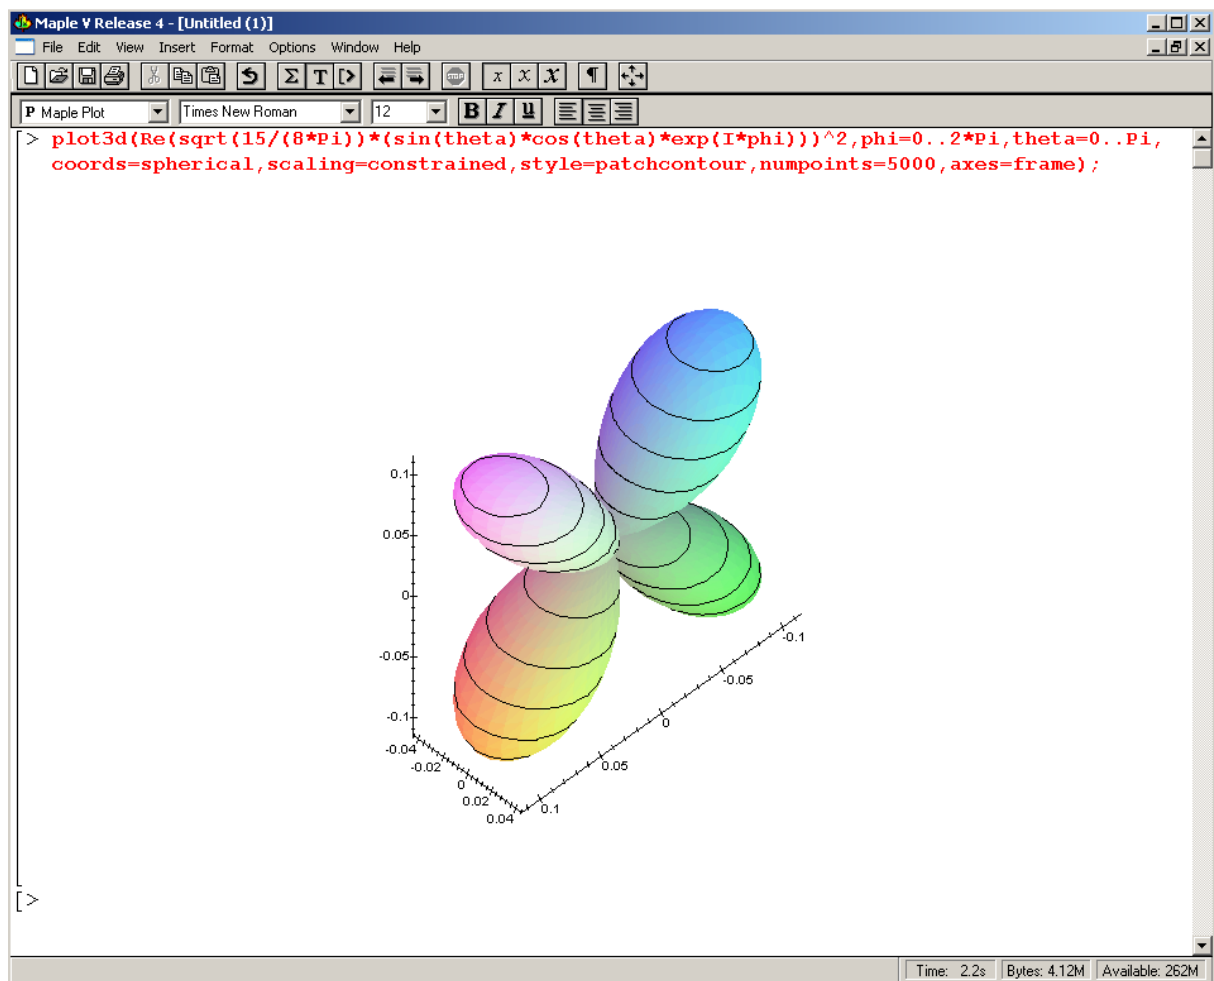 Maple V Release 4 - [Untitled (1)]
File Edit View Insert Format Options Window Help
Σ T [> STOP x x x ¶
P Maple Plot Times New Roman 12 B I u
[> plot3d(Re(sqrt(15/(8*Pi))*(sin(theta)*cos(theta)*exp(I*phi)))^2,phi=0..2*Pi,theta=0..Pi,
coords=spherical,scaling=constrained,style=patchcontour,numpoints=5000,axes=frame);
0.1
0.05
0
-0.05
-0.1
-0.04
-0.02
0
0.02
0.04
0.1
0.05
0
-0.05
-0.1
[>
Time: 2.2s Bytes: 4.12M Available: 262M